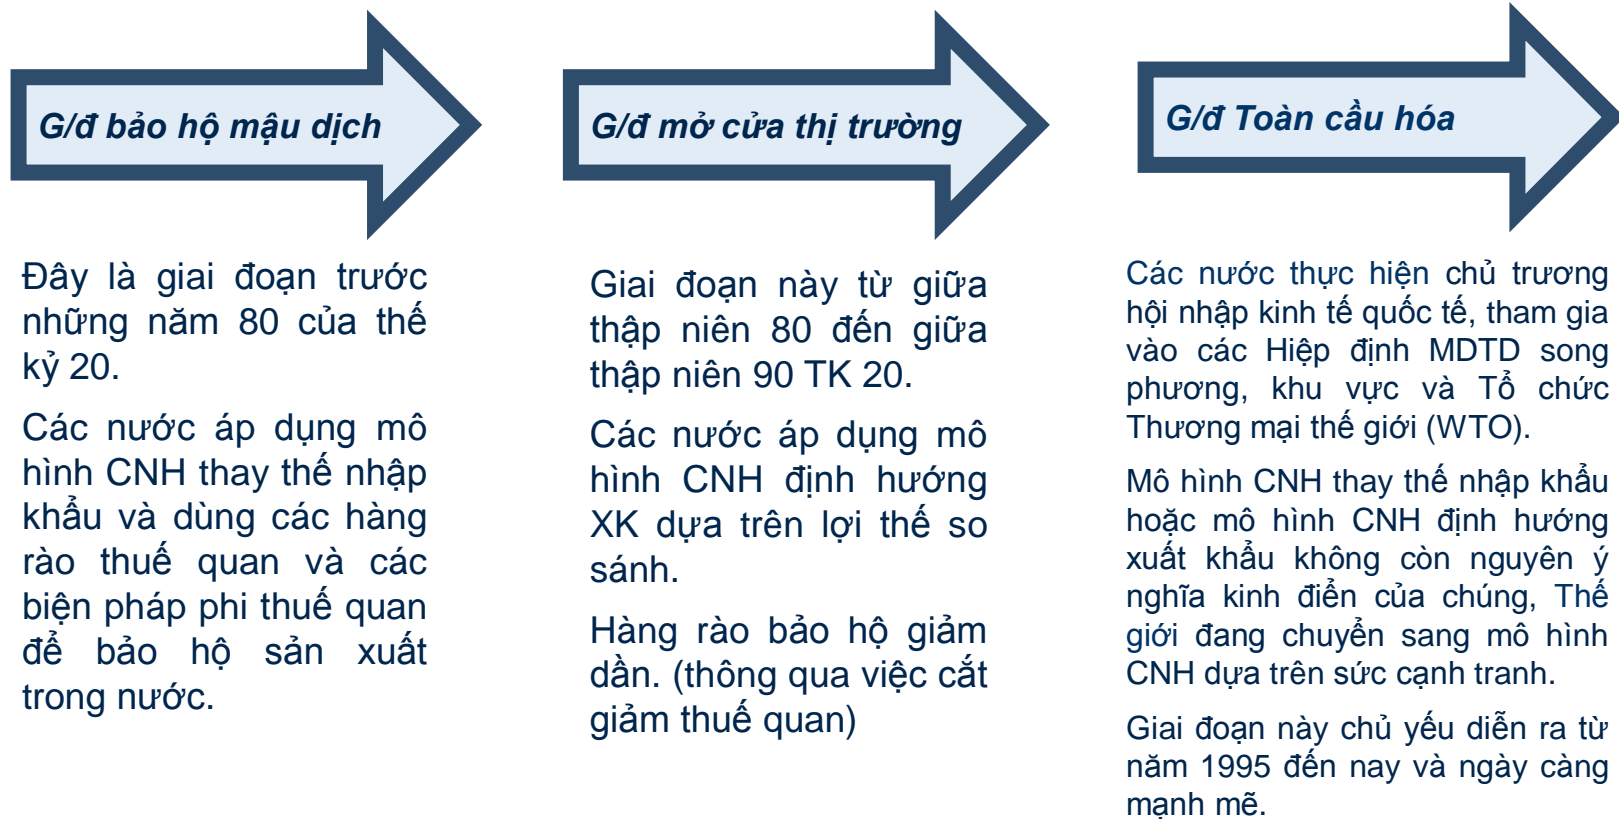 G/đ bảo hộ mậu dịch
Đây là giai đoạn trước
những năm 80 của thế
kỷ 20.
Các nước áp dụng mô
hình CNH thay thế nhập
khẩu và dùng các hàng
rào thuế quan và các
biện pháp phi thuế quan
để bảo hộ sản xuất
trong nước.
G/đ mở cửa thị trường
Giai đoạn này từ giữa
thập niên 80 đến giữa
thập niên 90 TK 20.
Các nước áp dụng mô
hình CNH định hướng
XK dựa trên lợi thế so
sánh.
Hàng rào bảo hộ giảm
dần. (thông qua việc cắt
giảm thuế quan)
G/đ Toàn cầu hóa
Các nước thực hiện chủ trương
hội nhập kinh tế quốc tế, tham gia
vào các Hiệp định MDTD song
phương, khu vực và Tổ chức
Thương mại thế giới (WTO).
Mô hình CNH thay thế nhập khẩu
hoặc mô hình CNH định hướng
xuất khẩu không còn nguyên ý
nghĩa kinh điển của chúng, Thế
giới đang chuyển sang mô hình
CNH dựa trên sức cạnh tranh.
Giai đoạn này chủ yếu diễn ra từ
năm 1995 đến nay và ngày càng
mạnh mẽ.